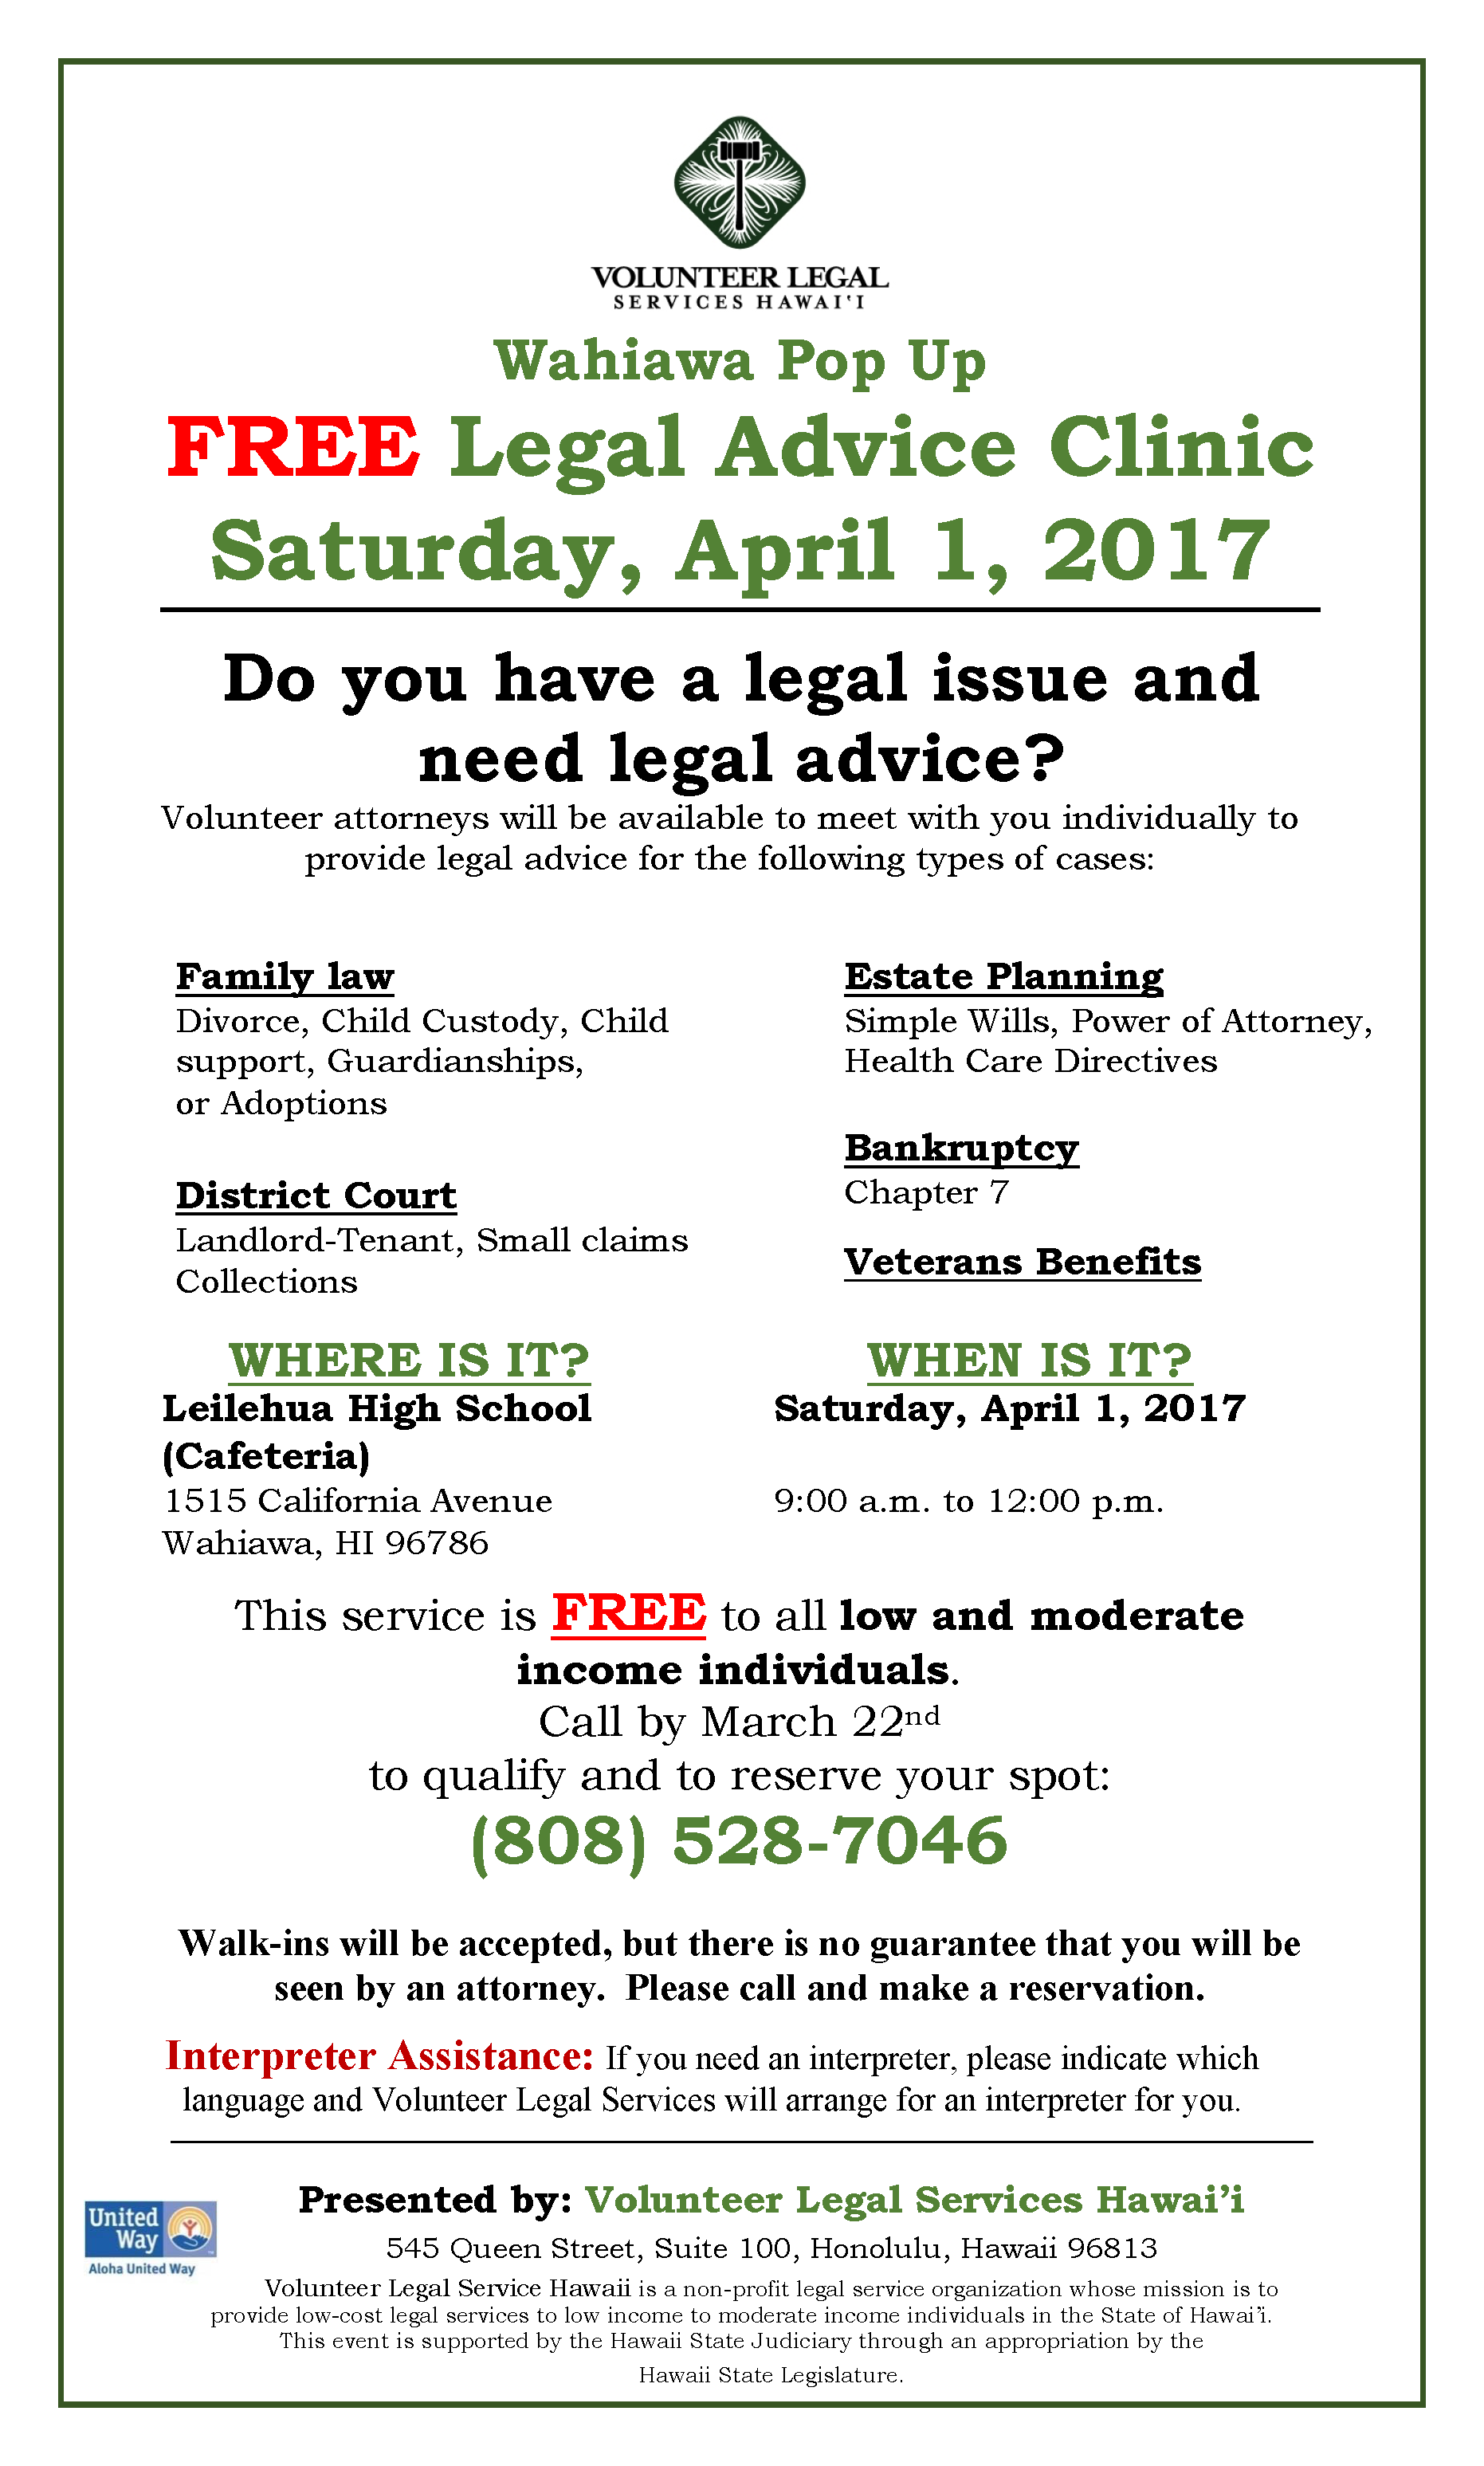 VOLUNTEER LEGAL
SERVICES HAWAI‘I
Wahiawa Pop Up
FREE Legal Advice Clinic
Saturday, April 1, 2017
Do you have a legal issue and
need legal advice?
Volunteer attorneys will be available to meet with you individually to
provide legal advice for the following types of cases:
Family law
Divorce, Child Custody, Child
support, Guardianships,
or Adoptions
District Court
Landlord-Tenant, Small claims
Collections
Estate Planning
Simple Wills, Power of Attorney,
Health Care Directives
Bankruptcy
Chapter 7
Veterans Benefits
WHERE IS IT?
Leilehua High School
(Cafeteria)
1515 California Avenue
Wahiawa, HI 96786
WHEN IS IT?
Saturday, April 1, 2017
9:00 a.m. to 12:00 p.m.
This service is FREE to all low and moderate
income individuals.
Call by March 22nd
to qualify and to reserve your spot:
(808) 528-7046
Walk-ins will be accepted, but there is no guarantee that you will be
seen by an attorney. Please call and make a reservation.
Interpreter Assistance: If you need an interpreter, please indicate which
language and Volunteer Legal Services will arrange for an interpreter for you.
United
Way
Aloha United Way
Presented by: Volunteer Legal Services Hawai’i
545 Queen Street, Suite 100, Honolulu, Hawaii 96813
Volunteer Legal Service Hawaii is a non-profit legal service organization whose mission is to
provide low-cost legal services to low income to moderate income individuals in the State of Hawai’i.
This event is supported by the Hawaii State Judiciary through an appropriation by the
Hawaii State Legislature.